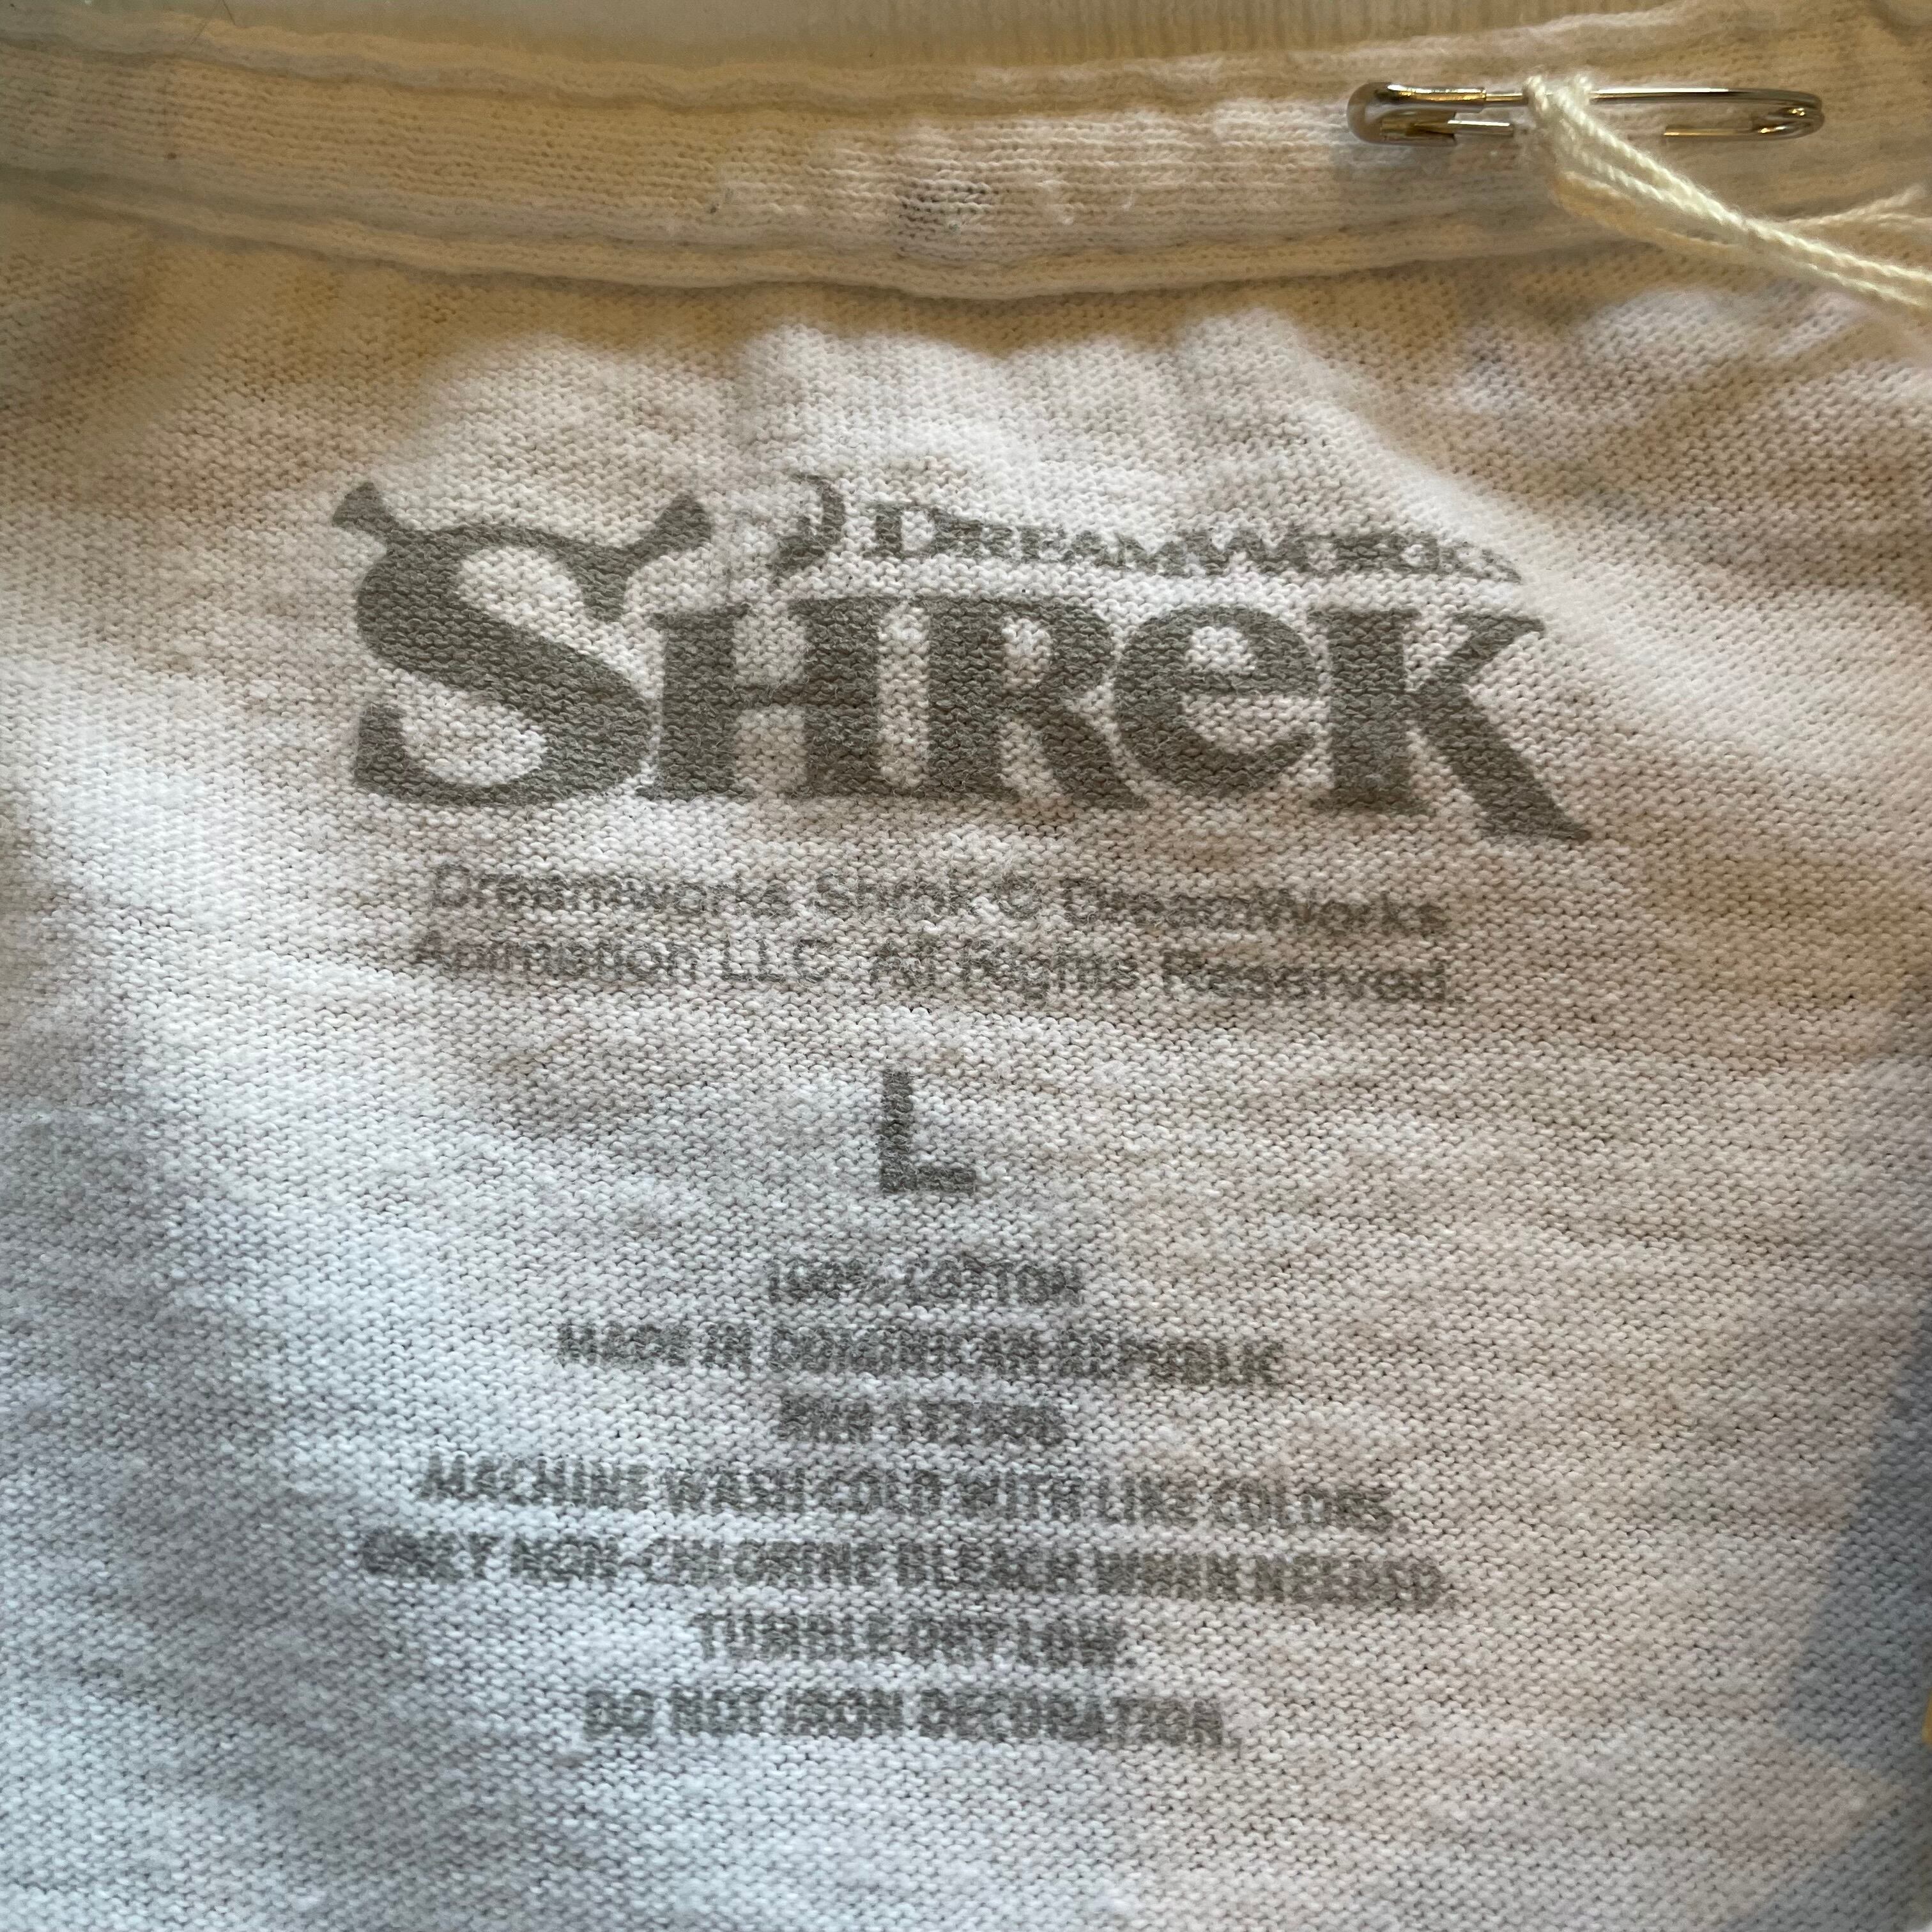 DREAMWORKS
SHREK
Dreamworks Shrek © DreamWorks
Animation LLC. All Rights Reserved.
L
100% COTTON
MADE IN DOMINICAN REPUBLIC
RN#
MACHINE WASH COLD WITH LIKE COLORS.
ONLY NON-CHLORINE BLEACH WHEN NEEDED.
TUMBLE DRY LOW.
DO NOT IRON DECORATION.